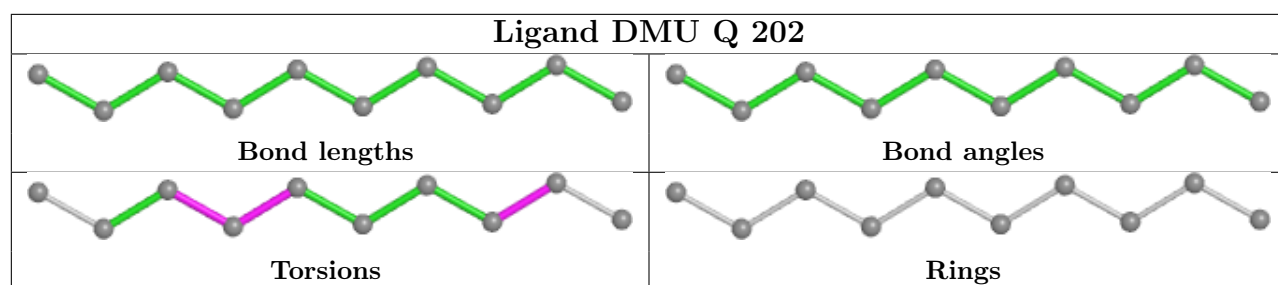 Ligand DMU Q 202
Bond lengths
Bond angles
Torsions
Rings